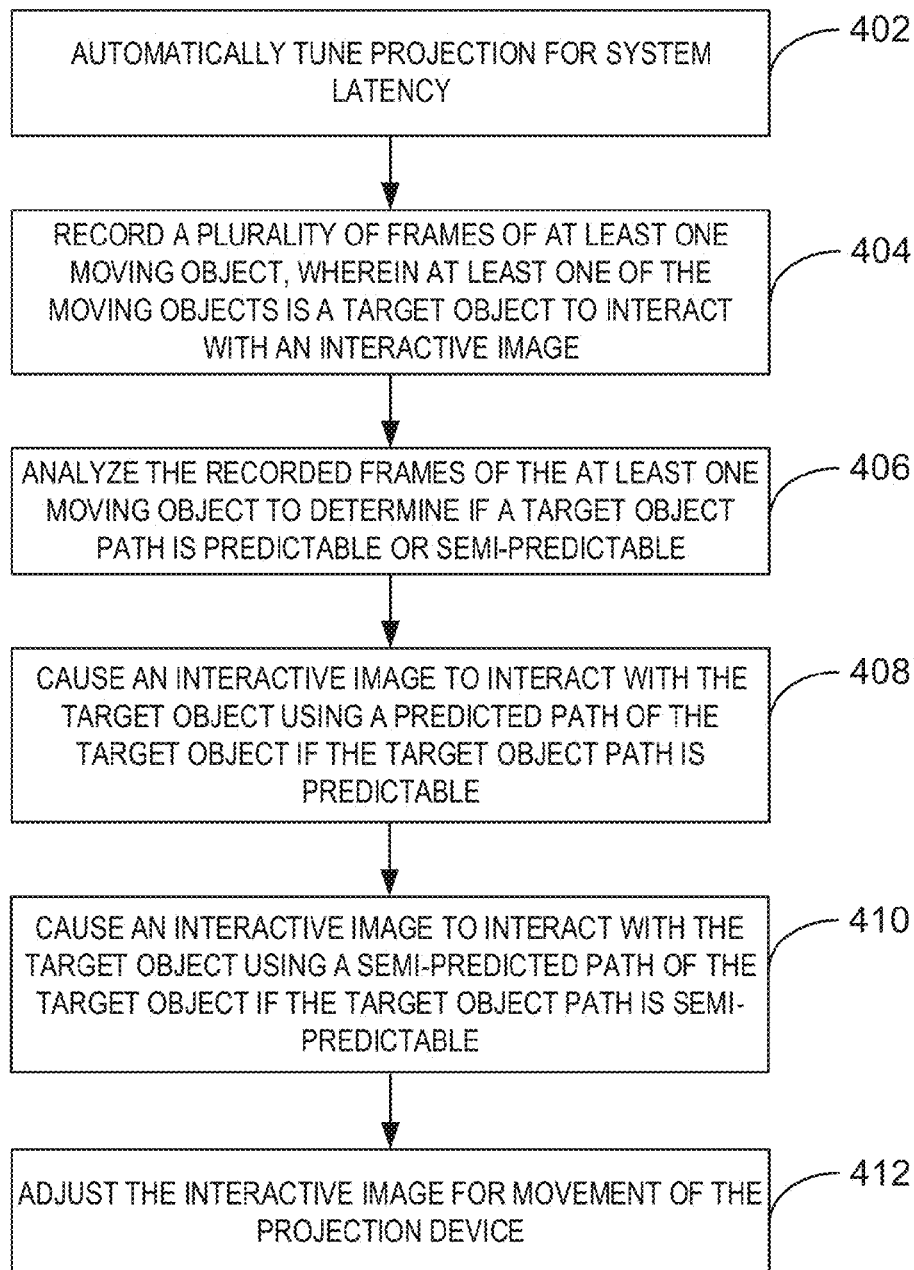 AUTOMATICALLY TUNE PROJECTION FOR SYSTEM
LATENCY
402
RECORD A PLURALITY OF FRAMES OF AT LEAST ONE
MOVING OBJECT, WHEREIN AT LEAST ONE OF THE
MOVING OBJECTS IS A TARGET OBJECT TO INTERACT
WITH AN INTERACTIVE IMAGE
404
ANALYZE THE RECORDED FRAMES OF THE AT LEAST ONE
MOVING OBJECT TO DETERMINE IF A TARGET OBJECT
PATH IS PREDICTABLE OR SEMI-PREDICTABLE
406
CAUSE AN INTERACTIVE IMAGE TO INTERACT WITH THE
TARGET OBJECT USING A PREDICTED PATH OF THE
TARGET OBJECT IF THE TARGET OBJECT PATH IS
PREDICTABLE
408
CAUSE AN INTERACTIVE IMAGE TO INTERACT WITH THE
TARGET OBJECT USING A SEMI-PREDICTED PATH OF THE
TARGET OBJECT IF THE TARGET OBJECT PATH IS SEMI-
PREDICTABLE
410
ADJUST THE INTERACTIVE IMAGE FOR MOVEMENT OF THE
PROJECTION DEVICE
412